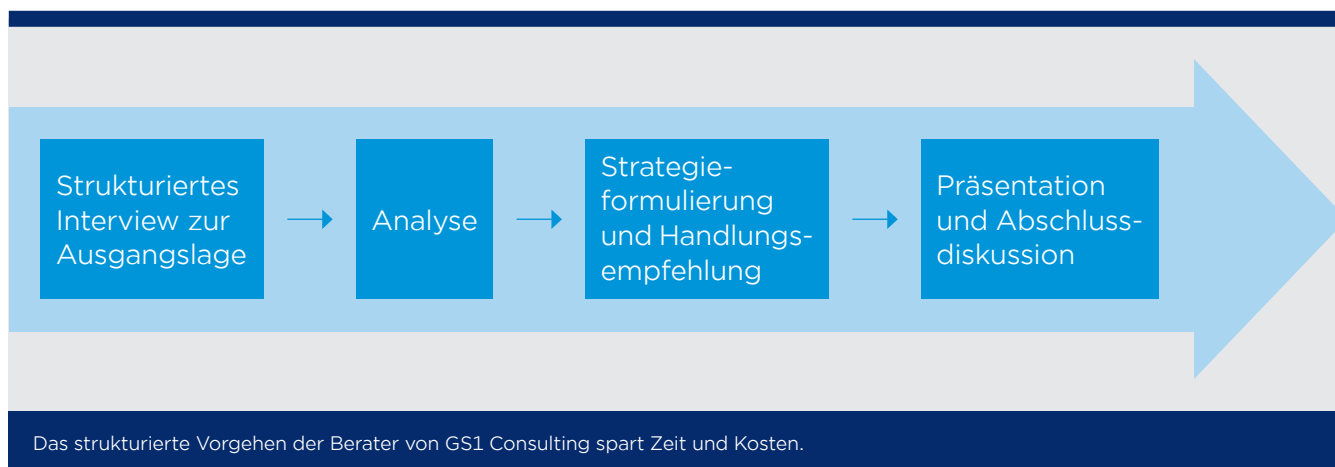 Strukturiertes
Interview zur
Ausgangslage
Analyse
Strategie-
formulierung
und Handlungs-
empfehlung
Präsentation
und Abschluss-
diskussion
Das strukturierte Vorgehen der Berater von GS1 Consulting spart Zeit und Kosten.